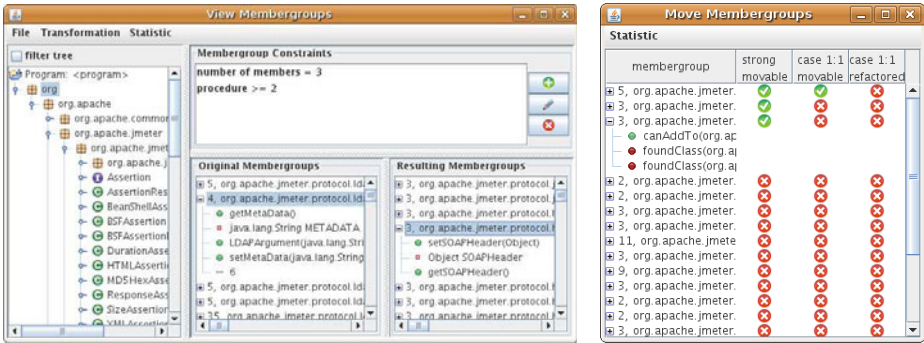 View Membergroups
File Transformation Statistic
filter tree
Program: <program>
org
org.apache
org.apache.common
org.apache.jmeter
org.apache.jmet
org.apache.j
Assertion
AssertionRes
BeanShellAss
BSFAssertion
BSFAssertionI
DurationAsse
HTMLAsserti
MD5HexAsse
ResponseAss
SizeAssertion
XMLAssertion
Membergroup Constraints
number of members = 3
procedure >= 2
Original Membergroups
5, org.apache.jmeter.protocol.lda
4, org.apache.jmeter.protocol.lda
getMetaData()
java.lang.String METADATA
LDAPArgument(java.lang.Stri
setMetaData(java.lang.String
6
5, org.apache.jmeter.protocol.lda
5, org.apache.jmeter.protocol.lda
35, org.apache.jmeter.protocol.l
Resulting Membergroups
3, org.apache.jmeter.protocol.j
3, org.apache.jmeter.protocol.j
3, org.apache.jmeter.protocol.h
3, org.apache.jmeter.protocol.h
setSOAPHeader(Object)
Object SOAPHeader
getSOAPHeader()
3, org.apache.jmeter.protocol.h
3, org.apache.jmeter.protocol.h
3, org.apache.jmeter.protocol.h
Move Membergroups
Statistic
membergroup
strong movable
case 1:1 movable
case 1:1 refactored
5, org.apache.jmeter.
3, org.apache.jmeter.
3, org.apache.jmeter.
canAddTo(org.ap
foundClass(org.a
foundClass(org.a
2, org.apache.jmeter.
2, org.apache.jmeter.
3, org.apache.jmeter.
3, org.apache.jmeter.
11, org.apache.jmete
3, org.apache.jmeter.
9, org.apache.jmeter.
3, org.apache.jmeter.
2, org.apache.jmeter.
2, org.apache.jmeter.
3, org.apache.jmeter.